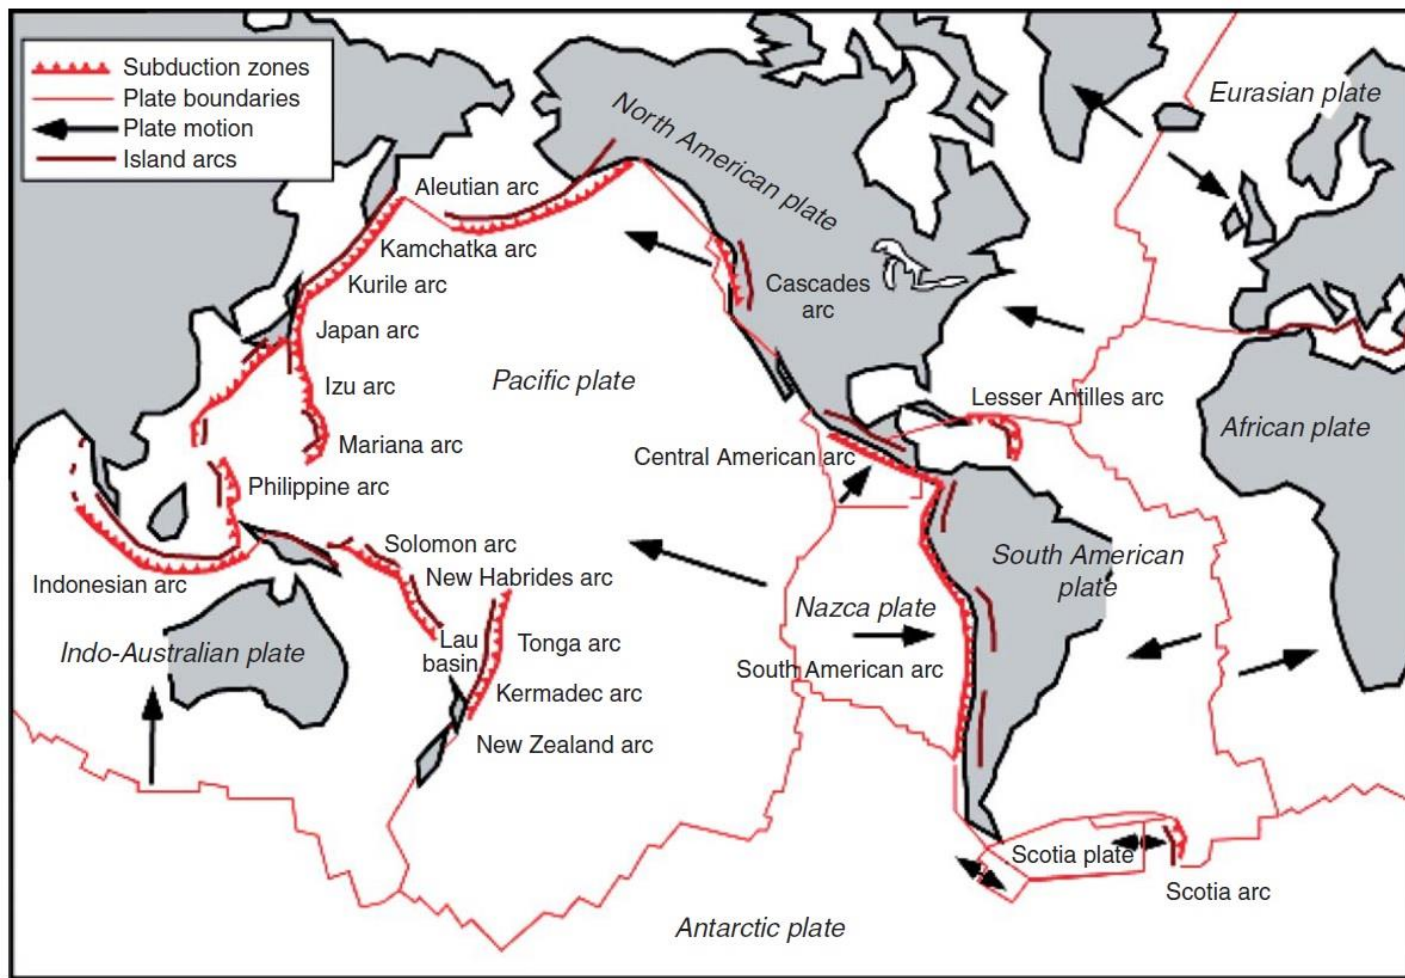 Subduction zones
Plate boundaries
Plate motion
Island arcs
Eurasian plate
North American plate
Aleutian arc
Kamchatka arc
Kurile arc
Cascades
arc
Japan arc
Izu arc
Pacific plate
Lesser Antilles arc
African plate
Mariana arc
Central American arc
Philippine arc
Solomon arc
South American
plate
Indonesian arc
New Habrides arc
Nazca plate
Indo-Australian plate
Lau
basin
Tonga arc
South American arc
Kermadec arc
New Zealand arc
Scotia plate
Scotia arc
Antarctic plate